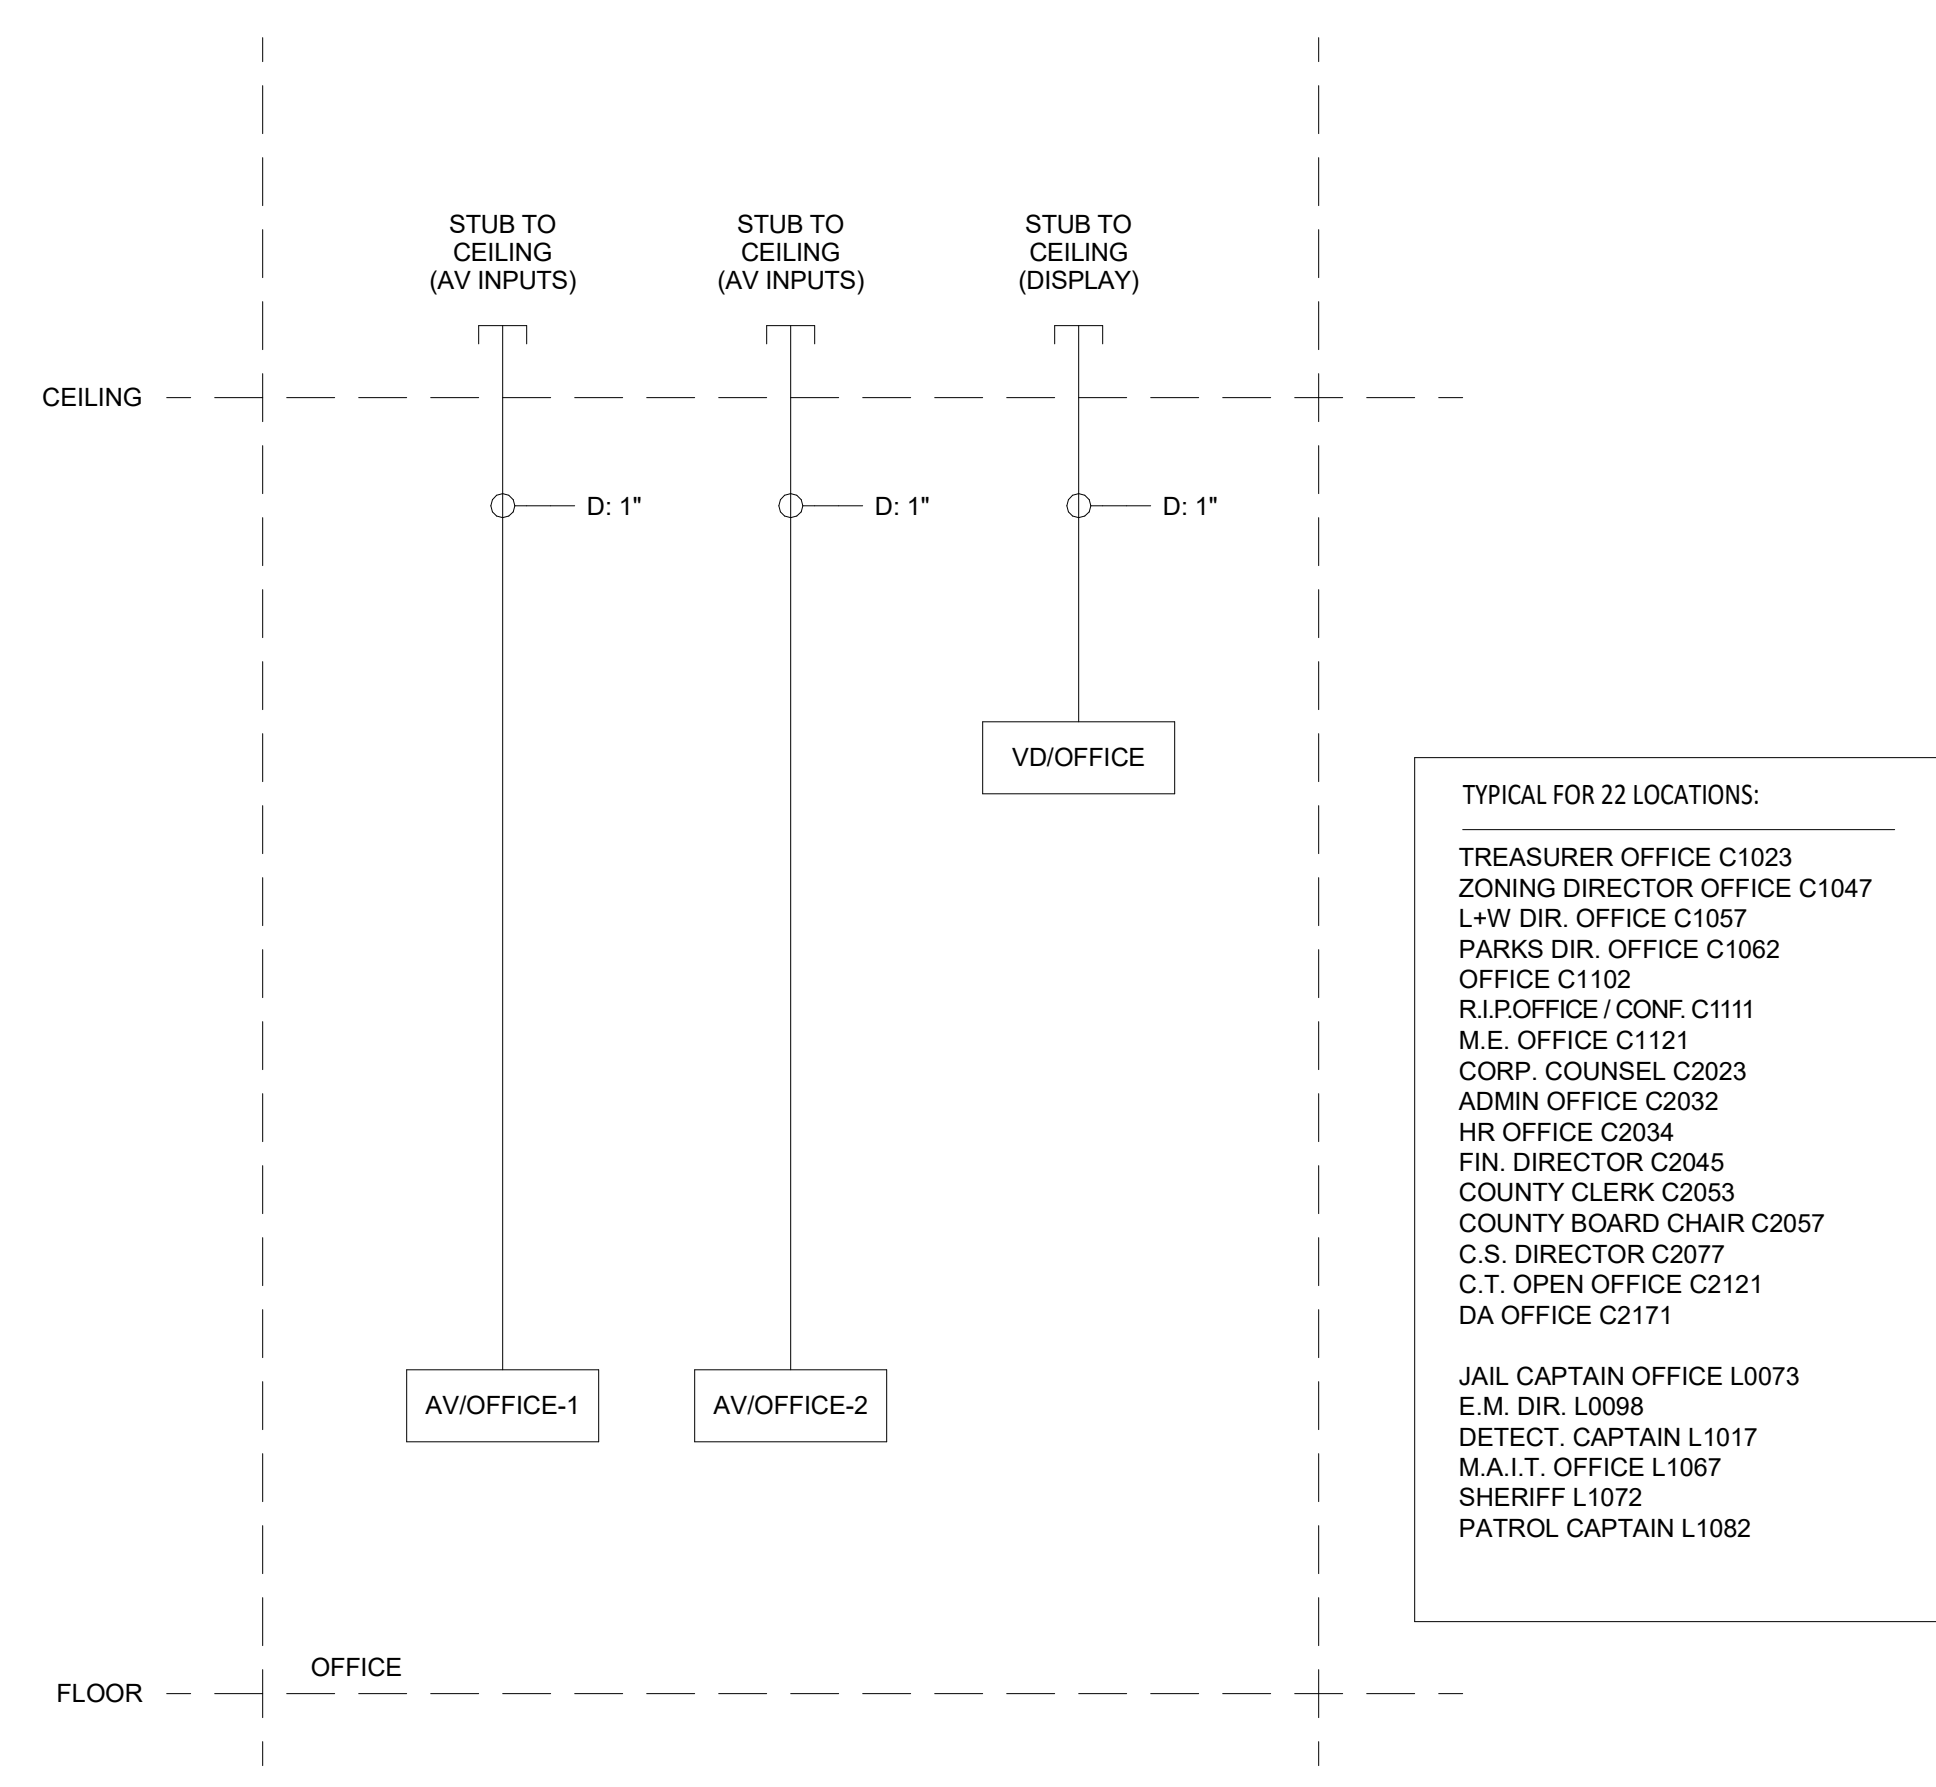 STUB TO
CEILING
(AV INPUTS)
STUB TO
CEILING
(AV INPUTS)
STUB TO
CEILING
(DISPLAY)
CEILING
D: 1"
D: 1"
D: 1"
VD/OFFICE
TYPICAL FOR 22 LOCATIONS:
TREASURER OFFICE C1023
ZONING DIRECTOR OFFICE C1047
L+W DIR. OFFICE C1057
PARKS DIR. OFFICE C1062
OFFICE C1102
R.I.P.OFFICE / CONF. C1111
M.E. OFFICE C1121
CORP. COUNSEL C2023
ADMIN OFFICE C2032
HR OFFICE C2034
FIN. DIRECTOR C2045
COUNTY CLERK C2053
COUNTY BOARD CHAIR C2057
C.S. DIRECTOR C2077
C.T. OPEN OFFICE C2121
DA OFFICE C2171
JAIL CAPTAIN OFFICE L0073
E.M. DIR. L0098
DETECT. CAPTAIN L1017
M.A.I.T. OFFICE L1067
SHERIFF L1072
PATROL CAPTAIN L1082
AV/OFFICE-1
AV/OFFICE-2
OFFICE
FLOOR